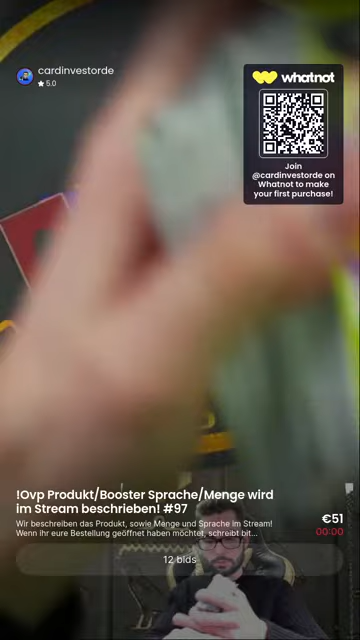 cardinvestorde
★ 5.0
whatnot
Join
@cardinvestorde on
Whatnot to make
your first purchase!
!Ovp Produkt/Booster Sprache/Menge wird
im Stream beschrieben! #97
€51
Wir beschreiben das Produkt, sowie Menge und Sprache im Stream!
00:00
Wenn ihr eure Bestellung geöffnet haben möchtet, schreibt bit...
12 bids